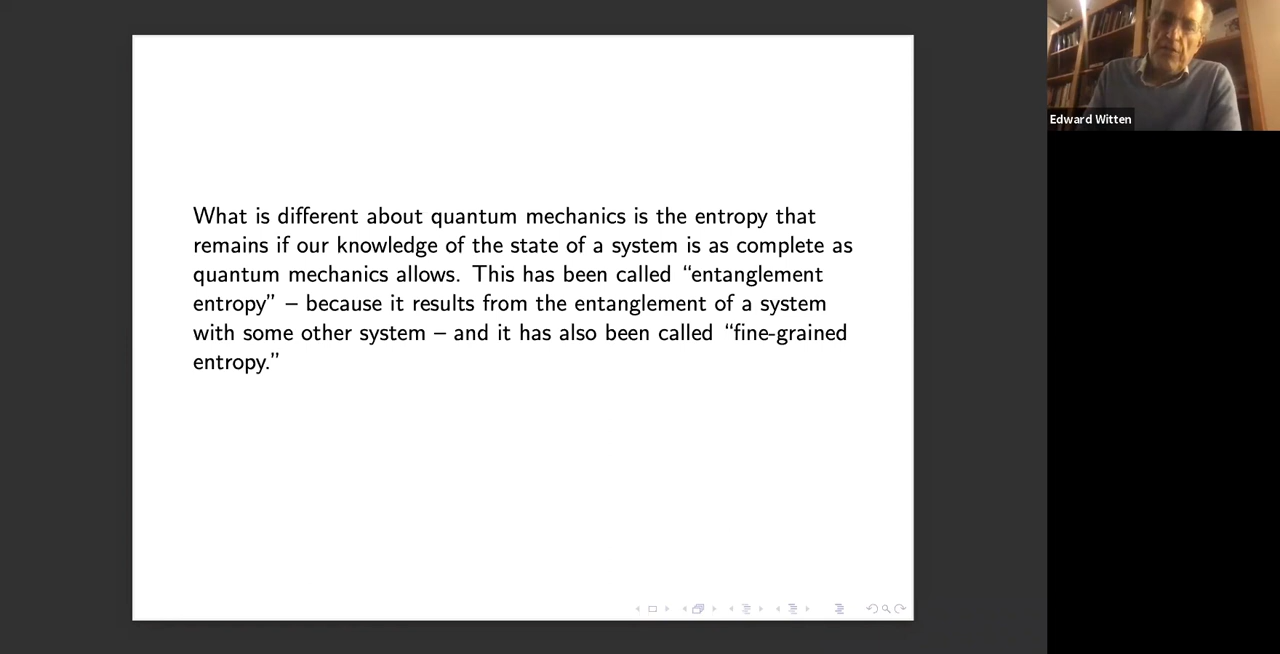 What is different about quantum mechanics is the entropy that
remains if our knowledge of the state of a system is as complete as
quantum mechanics allows. This has been called “entanglement
entropy” – because it results from the entanglement of a system
with some other system – and it has also been called “fine-grained
entropy.”
Edward Witten